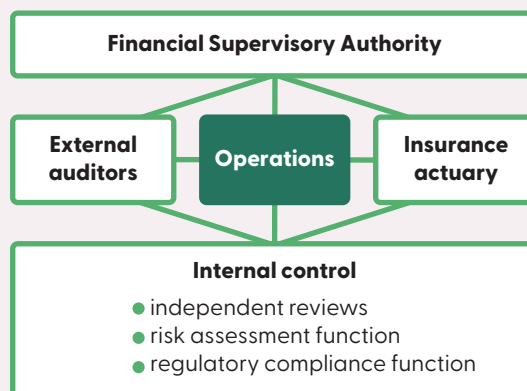 Financial Supervisory Authority
External
auditors
Operations
Insurance
actuary
Internal control
• independent reviews
• risk assessment function
• regulatory compliance function